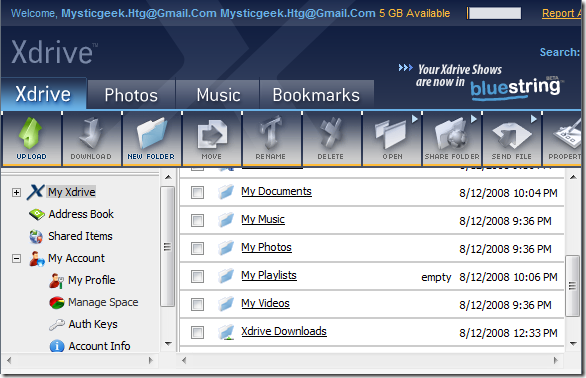 Welcome, Mysticgeek.Htg@Gmail.Com Mysticgeek.Htg@Gmail.Com 5 GB Available Report A
Xdrive™
Search:
Your Xdrive Shows
are now in
bluestring BETA
Xdrive Photos Music Bookmarks
UPLOAD DOWNLOAD NEW FOLDER MOVE RENAME DELETE OPEN SHARE FOLDER SEND FILE PROPERT
My Xdrive
Address Book
Shared Items
My Account
My Profile
Manage Space
Auth Keys
Account Info
My Documents 8/12/2008 10:04 PM
My Music 8/12/2008 9:36 PM
My Photos 8/12/2008 9:36 PM
My Playlists empty 8/12/2008 10:06 PM
My Videos 8/12/2008 9:36 PM
Xdrive Downloads 8/12/2008 12:33 PM